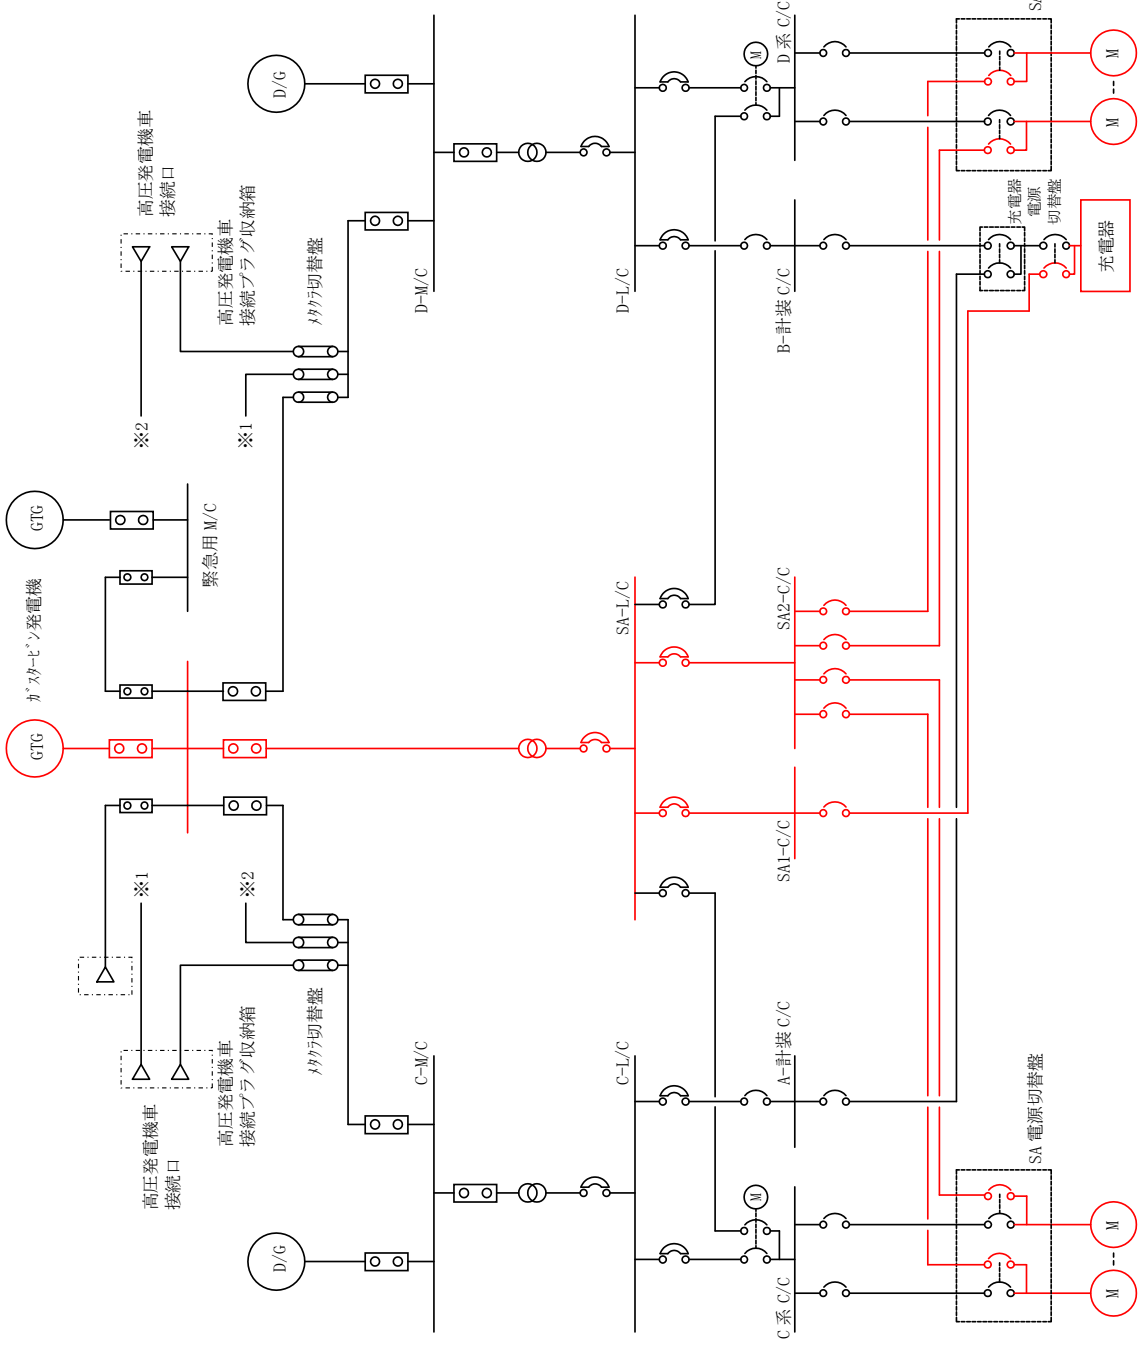 D/G
高圧発電機車
接続口
高圧発電機車
接続プラグ収納箱
ﾒﾀｸﾗ切替盤
※2
※1
D-M/C
D-L/C
M
D 系 C/C
B-計装 C/C
M
M
充電器
電源
切替盤
充電器
GTG
緊急用 M/C
ｶﾞｽﾀｰﾋﾞﾝ発電機
GTG
SA-L/C
SA2-C/C
SA1-C/C
※1
※2
高圧発電機車
接続口
高圧発電機車
接続プラグ収納箱
ﾒﾀｸﾗ切替盤
C-M/C
C-L/C
A-計装 C/C
D/G
M
C 系 C/C
SA 電源切替盤
M
M